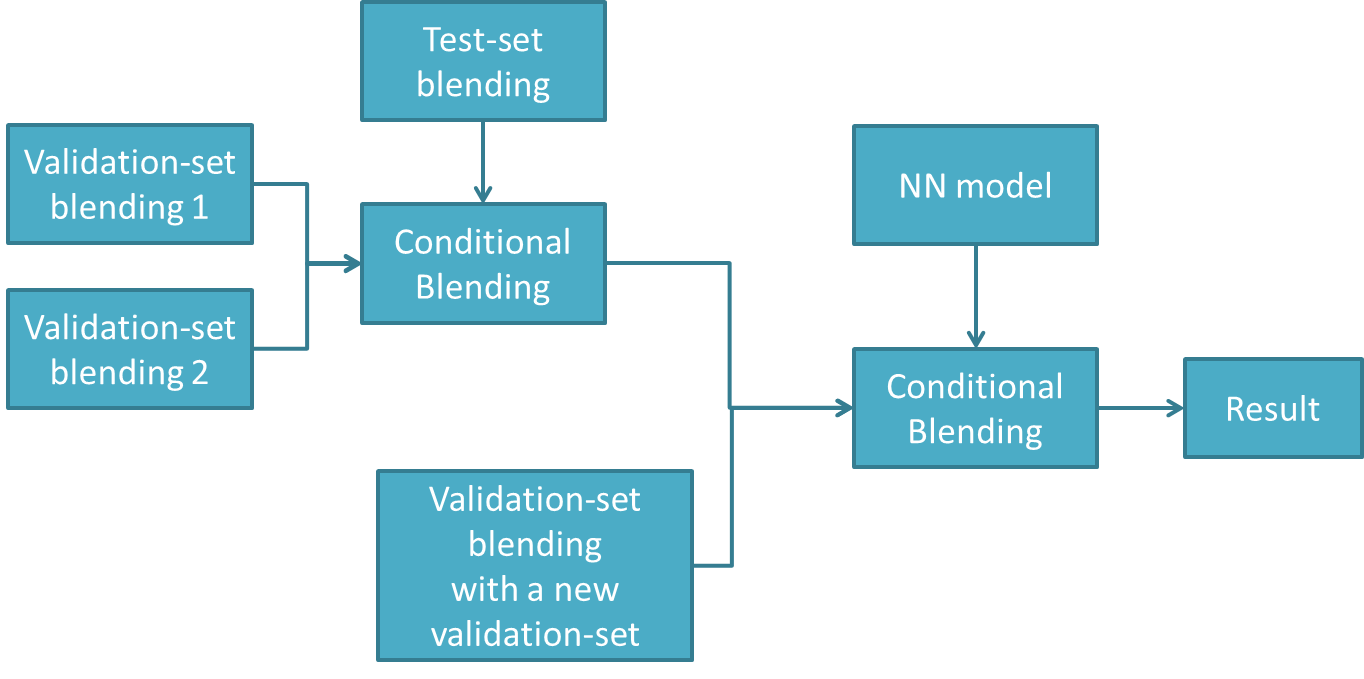 Test-set
blending
Validation-set
blending 1
NN model
Conditional
Blending
Validation-set
blending 2
Conditional
Blending
Result
Validation-set
blending
with a new
validation-set